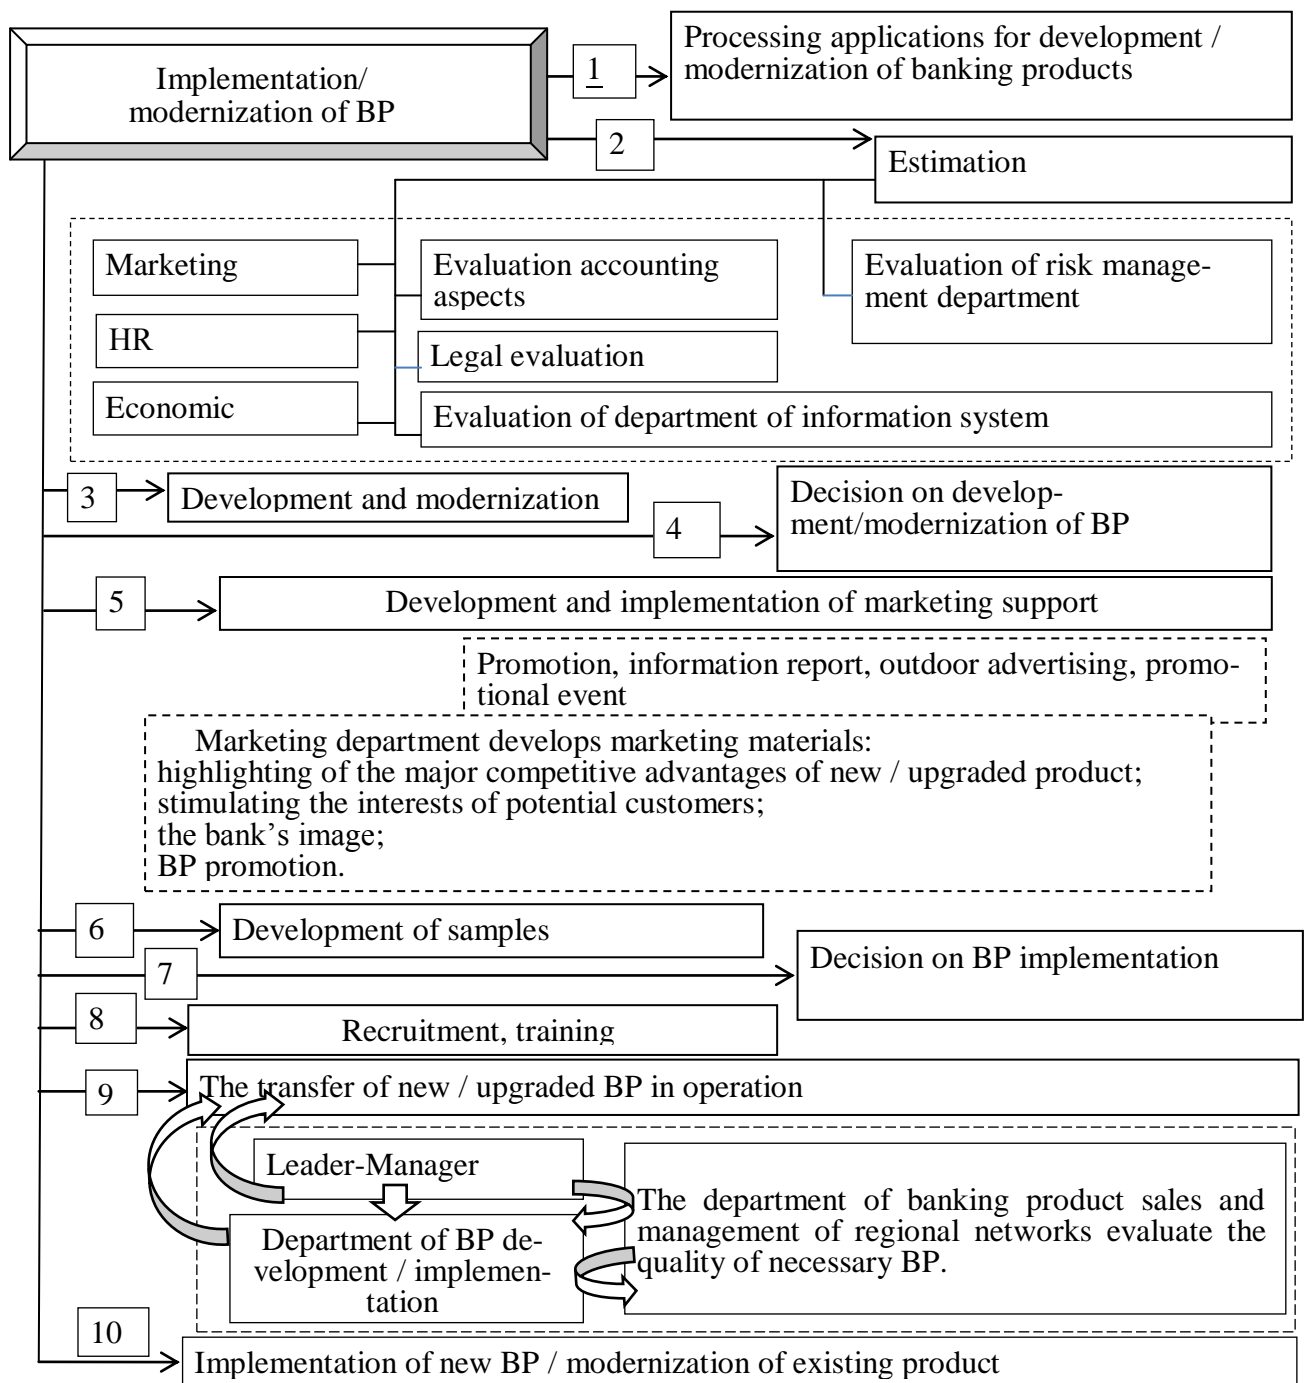 Implementation/
modernization of BP
1
Processing applications for development /
modernization of banking products
2
Estimation
Marketing
Evaluation accounting
aspects
Evaluation of risk manage-
ment department
HR
Legal evaluation
Economic
Evaluation of department of information system
3
Development and modernization
4
Decision on develop-
ment/modernization of BP
5
Development and implementation of marketing support
Promotion, information report, outdoor advertising, promo-
tional event
Marketing department develops marketing materials:
highlighting of the major competitive advantages of new / upgraded product;
stimulating the interests of potential customers;
the bank’s image;
BP promotion.
6
Development of samples
7
Decision on BP implementation
8
Recruitment, training
9
The transfer of new / upgraded BP in operation
Leader-Manager
Department of BP de-
velopment / implemen-
tation
The department of banking product sales and
management of regional networks evaluate the
quality of necessary BP.
10
Implementation of new BP / modernization of existing product